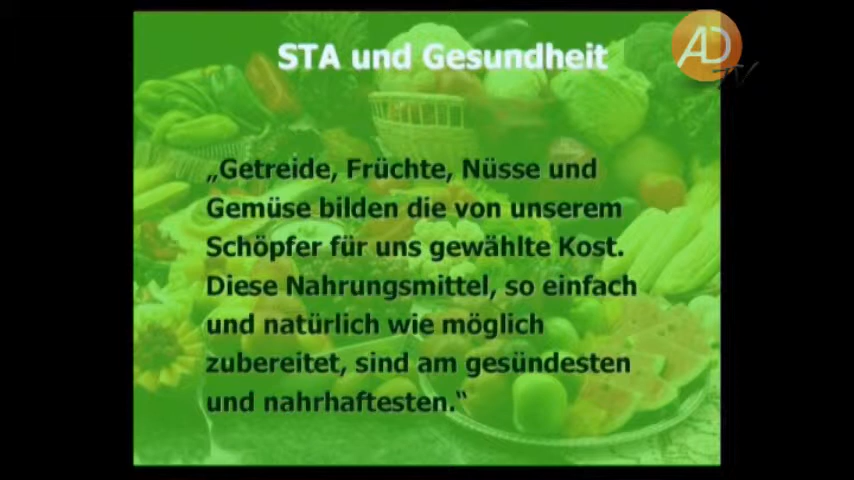 STA und Gesundheit
AD
TV
„Getreide, Früchte, Nüsse und
Gemüse bilden die von unserem
Schöpfer für uns gewählte Kost.
Diese Nahrungsmittel, so einfach
und natürlich wie möglich
zubereitet, sind am gesündesten
und nahrhaftesten.“